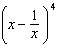 (x − 1/x)⁴